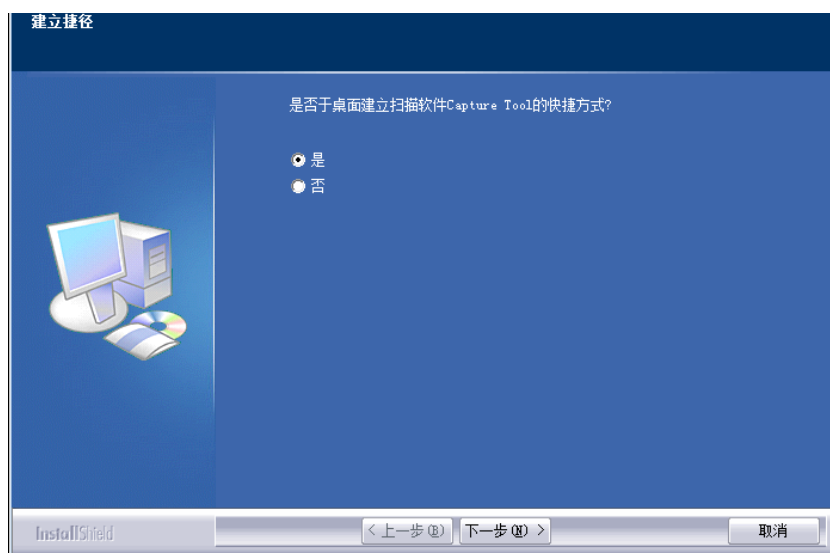 建立捷径
是否于桌面建立扫描软件Capture Tool的快捷方式?
是
否
InstallShield
< 上一步(B) 下一步(N) > 取消